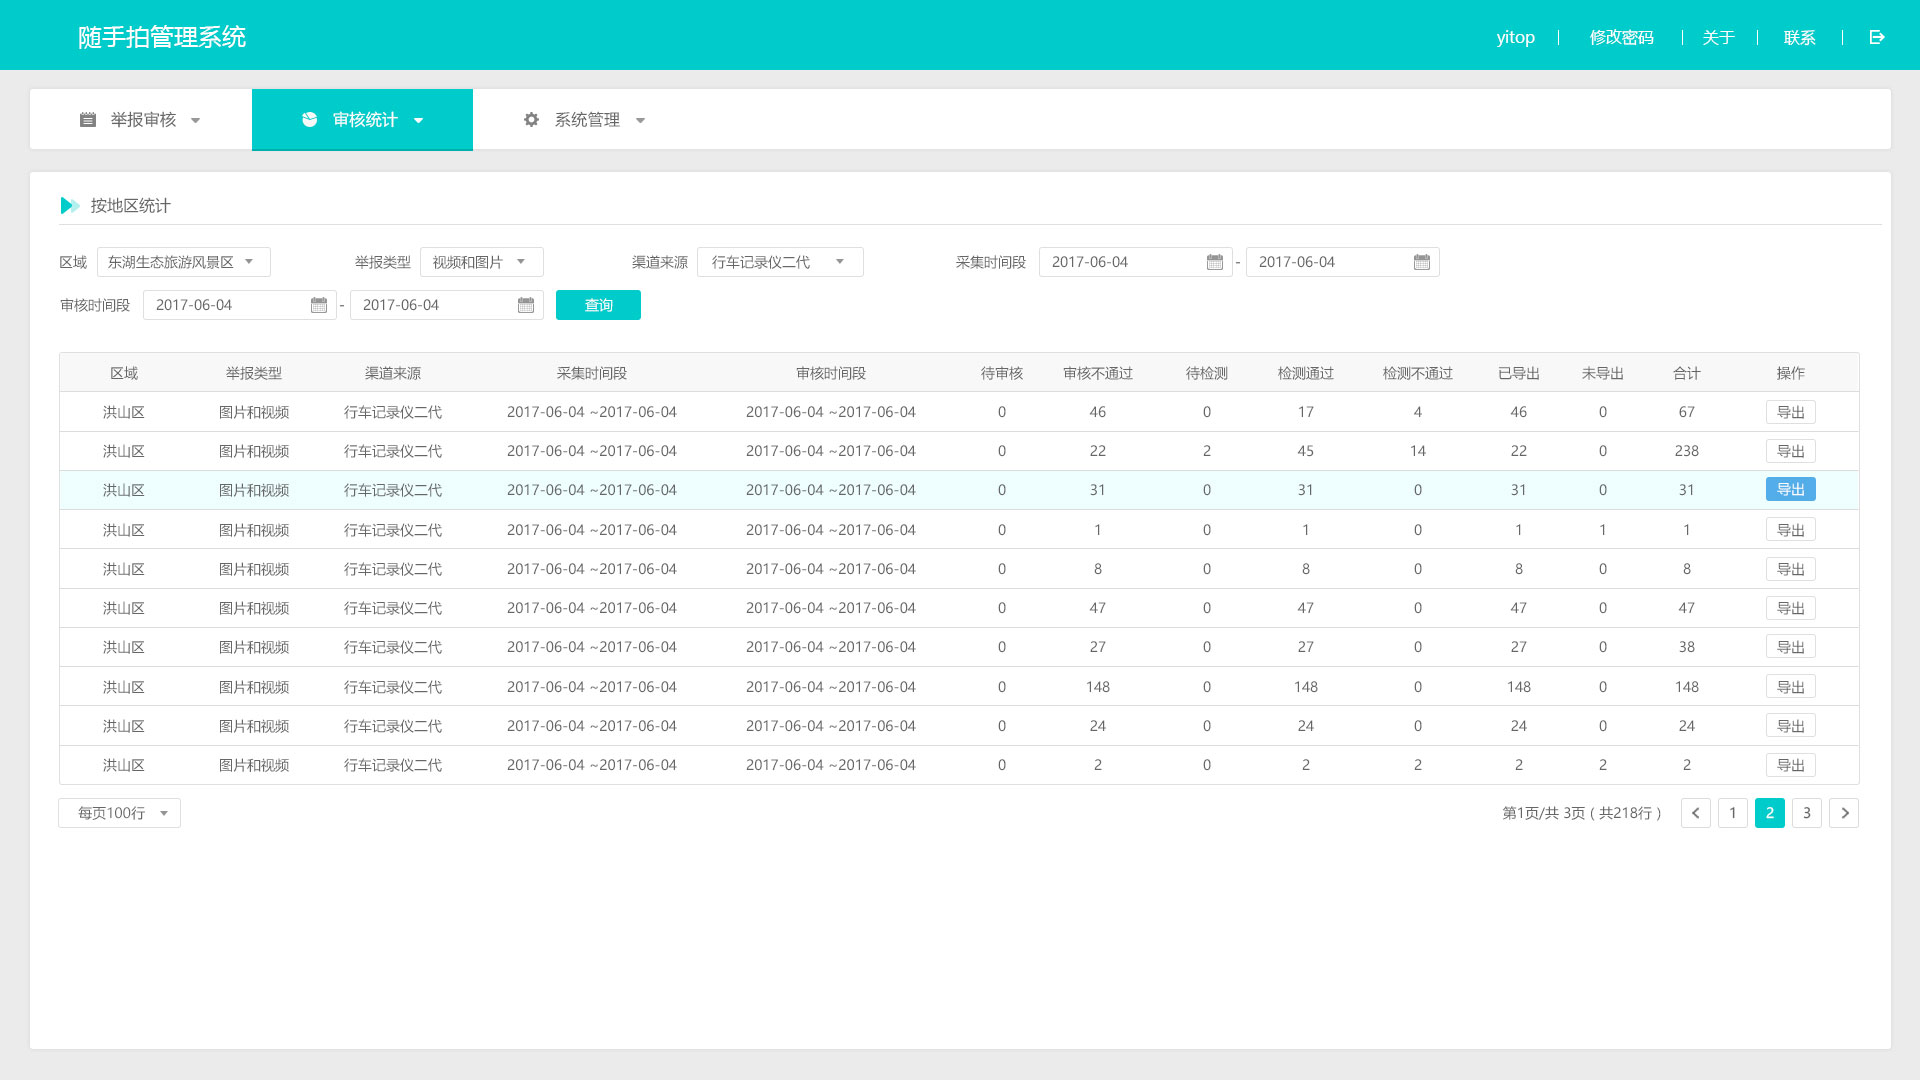 随手拍管理系统 yitop | 修改密码 | 关于 | 联系 |
举报审核 审核统计 系统管理
按地区统计
区域 东湖生态旅游风景区 举报类型 视频和图片 渠道来源 行车记录仪二代 采集时间段 2017-06-04 - 2017-06-04
审核时间段 2017-06-04 - 2017-06-04 查询
区域 举报类型 渠道来源 采集时间段 审核时间段 待审核 审核不通过 待检测 检测通过 检测不通过 已导出 未导出 合计 操作
洪山区 图片和视频 行车记录仪二代 2017-06-04 ~2017-06-04 2017-06-04 ~2017-06-04 0 46 0 17 4 46 0 67 导出
洪山区 图片和视频 行车记录仪二代 2017-06-04 ~2017-06-04 2017-06-04 ~2017-06-04 0 22 2 45 14 22 0 238 导出
洪山区 图片和视频 行车记录仪二代 2017-06-04 ~2017-06-04 2017-06-04 ~2017-06-04 0 31 0 31 0 31 0 31 导出
洪山区 图片和视频 行车记录仪二代 2017-06-04 ~2017-06-04 2017-06-04 ~2017-06-04 0 1 0 1 0 1 1 1 导出
洪山区 图片和视频 行车记录仪二代 2017-06-04 ~2017-06-04 2017-06-04 ~2017-06-04 0 8 0 8 0 8 0 8 导出
洪山区 图片和视频 行车记录仪二代 2017-06-04 ~2017-06-04 2017-06-04 ~2017-06-04 0 47 0 47 0 47 0 47 导出
洪山区 图片和视频 行车记录仪二代 2017-06-04 ~2017-06-04 2017-06-04 ~2017-06-04 0 27 0 27 0 27 0 38 导出
洪山区 图片和视频 行车记录仪二代 2017-06-04 ~2017-06-04 2017-06-04 ~2017-06-04 0 148 0 148 0 148 0 148 导出
洪山区 图片和视频 行车记录仪二代 2017-06-04 ~2017-06-04 2017-06-04 ~2017-06-04 0 24 0 24 0 24 0 24 导出
洪山区 图片和视频 行车记录仪二代 2017-06-04 ~2017-06-04 2017-06-04 ~2017-06-04 0 2 0 2 2 2 2 2 导出
每页100行 第1页/共 3页（共218行） 1 2 3